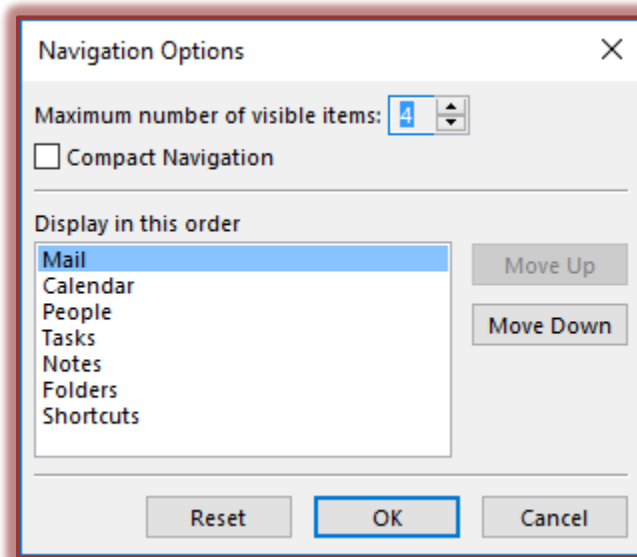 Navigation Options
Maximum number of visible items: 4
Compact Navigation
Display in this order
Mail
Calendar
People
Tasks
Notes
Folders
Shortcuts
Move Up
Move Down
Reset OK Cancel